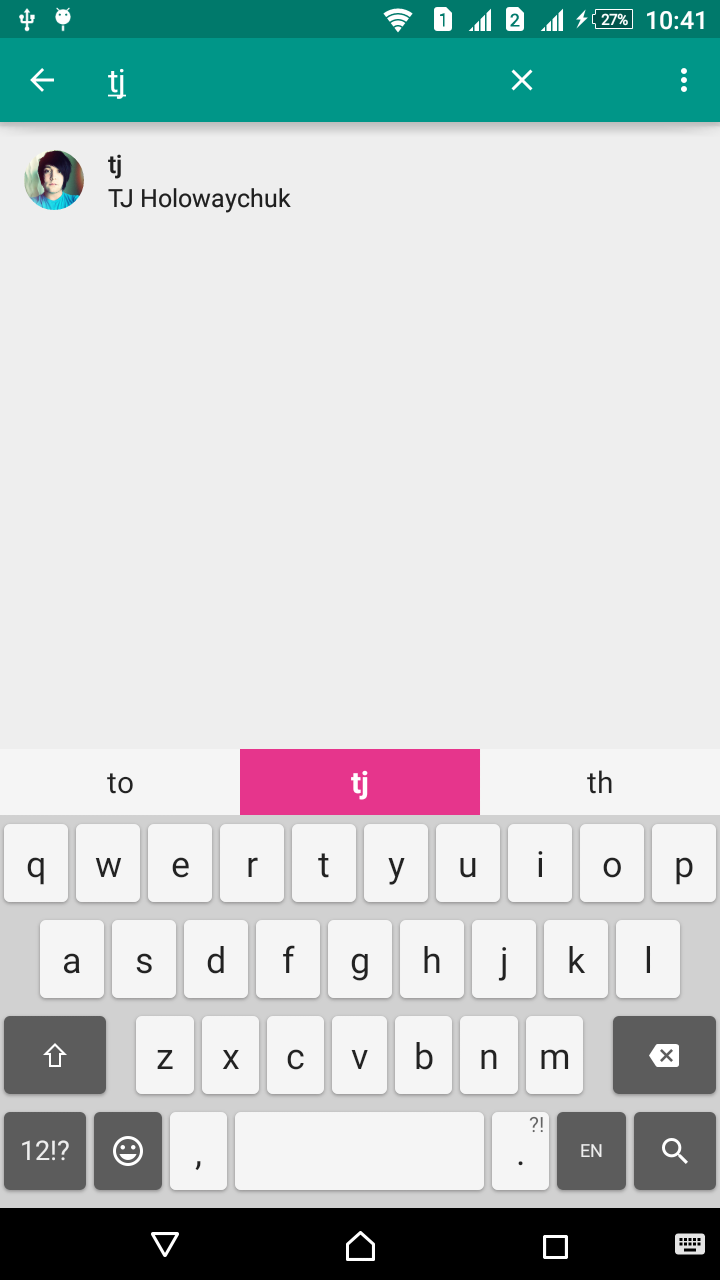 1 2 27% 10:41
tj
tj
TJ Holowaychuk
to tj th
q w e r t y u i o p
a s d f g h j k l
z x c v b n m
12!? , ?! . EN